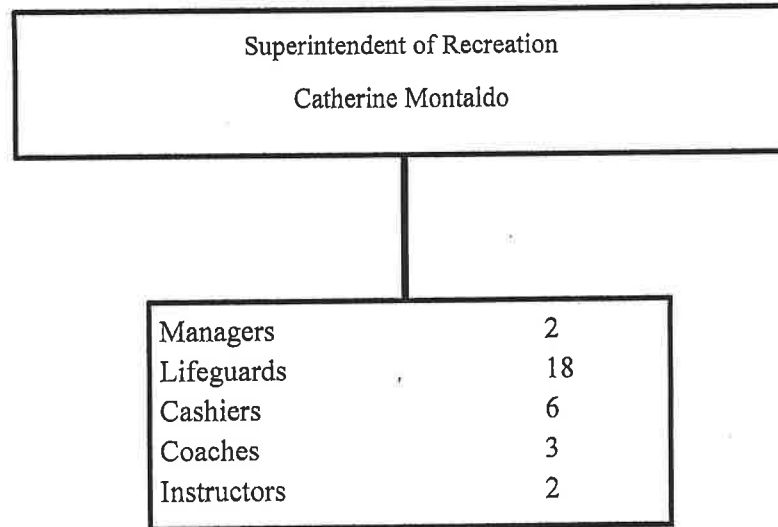 Superintendent of Recreation
Catherine Montaldo
Managers 2
Lifeguards 18
Cashiers 6
Coaches 3
Instructors 2